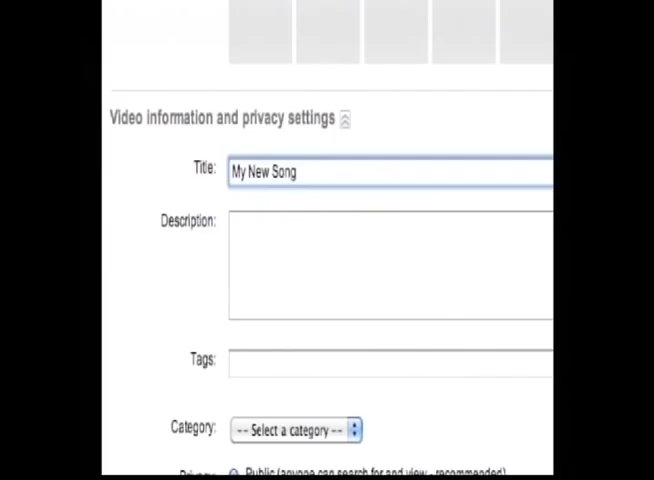 Video information and privacy settings
Title: My New Song
Description:
Tags:
Category: -- Select a category --
Privacy: Public (anyone can search for and view - recommended)